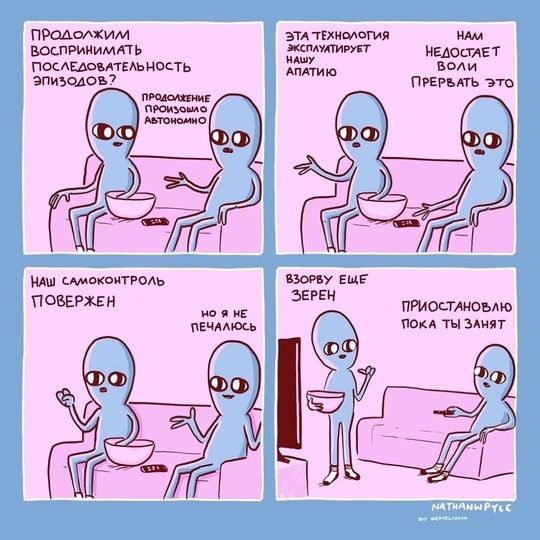 ПРОДОЛЖИМ
ВОСПРИНИМАТЬ
ПОСЛЕДОВАТЕЛЬНОСТЬ
ЭПИЗОДОВ?
ПРОДОЛЖЕНИЕ
ПРОИЗОШЛО
АВТОНОМНО
ЭТА ТЕХНОЛОГИЯ
ЭКСПЛУАТИРУЕТ
НАШУ
АПАТИЮ
НАМ
НЕДОСТАЕТ
ВОЛИ
ПРЕРВАТЬ ЭТО
НАШ САМОКОНТРОЛЬ
ПОВЕРЖЕН
НО Я НЕ
ПЕЧАЛЮСЬ
ВЗОРВУ ЕЩЕ
ЗЕРЕН
ПРИОСТАНОВЛЮ
ПОКА ТЫ ЗАНЯТ
NATHANWPYLE